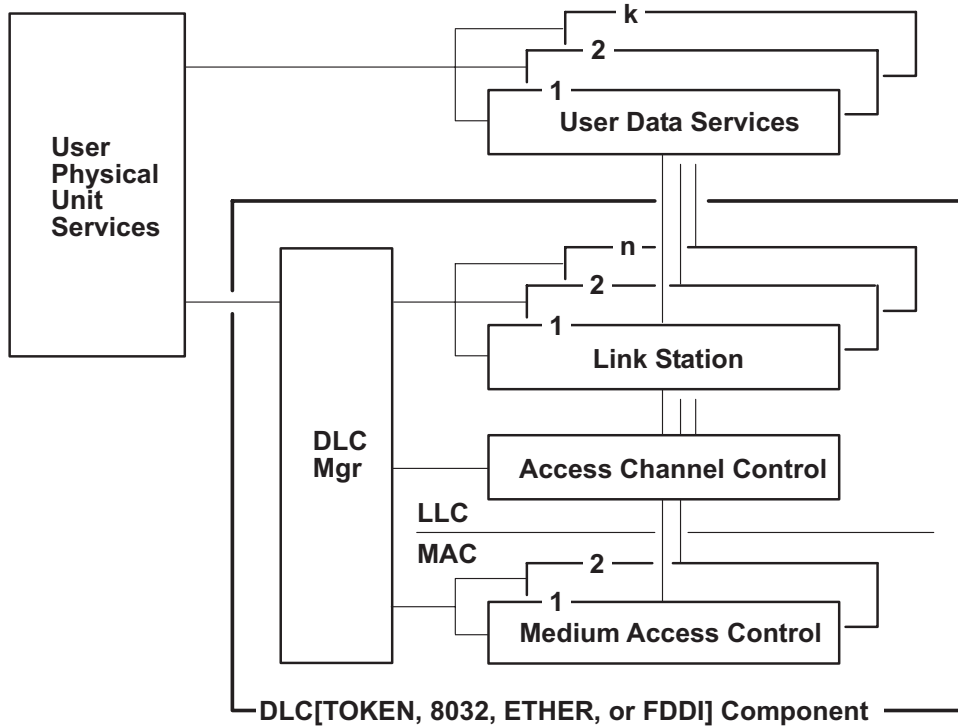 k
2
1
User Data Services
User
Physical
Unit
Services
n
2
1
Link Station
DLC
Mgr
Access Channel Control
LLC
MAC
2
1
Medium Access Control
DLC[TOKEN, 8032, ETHER, or FDDI] Component